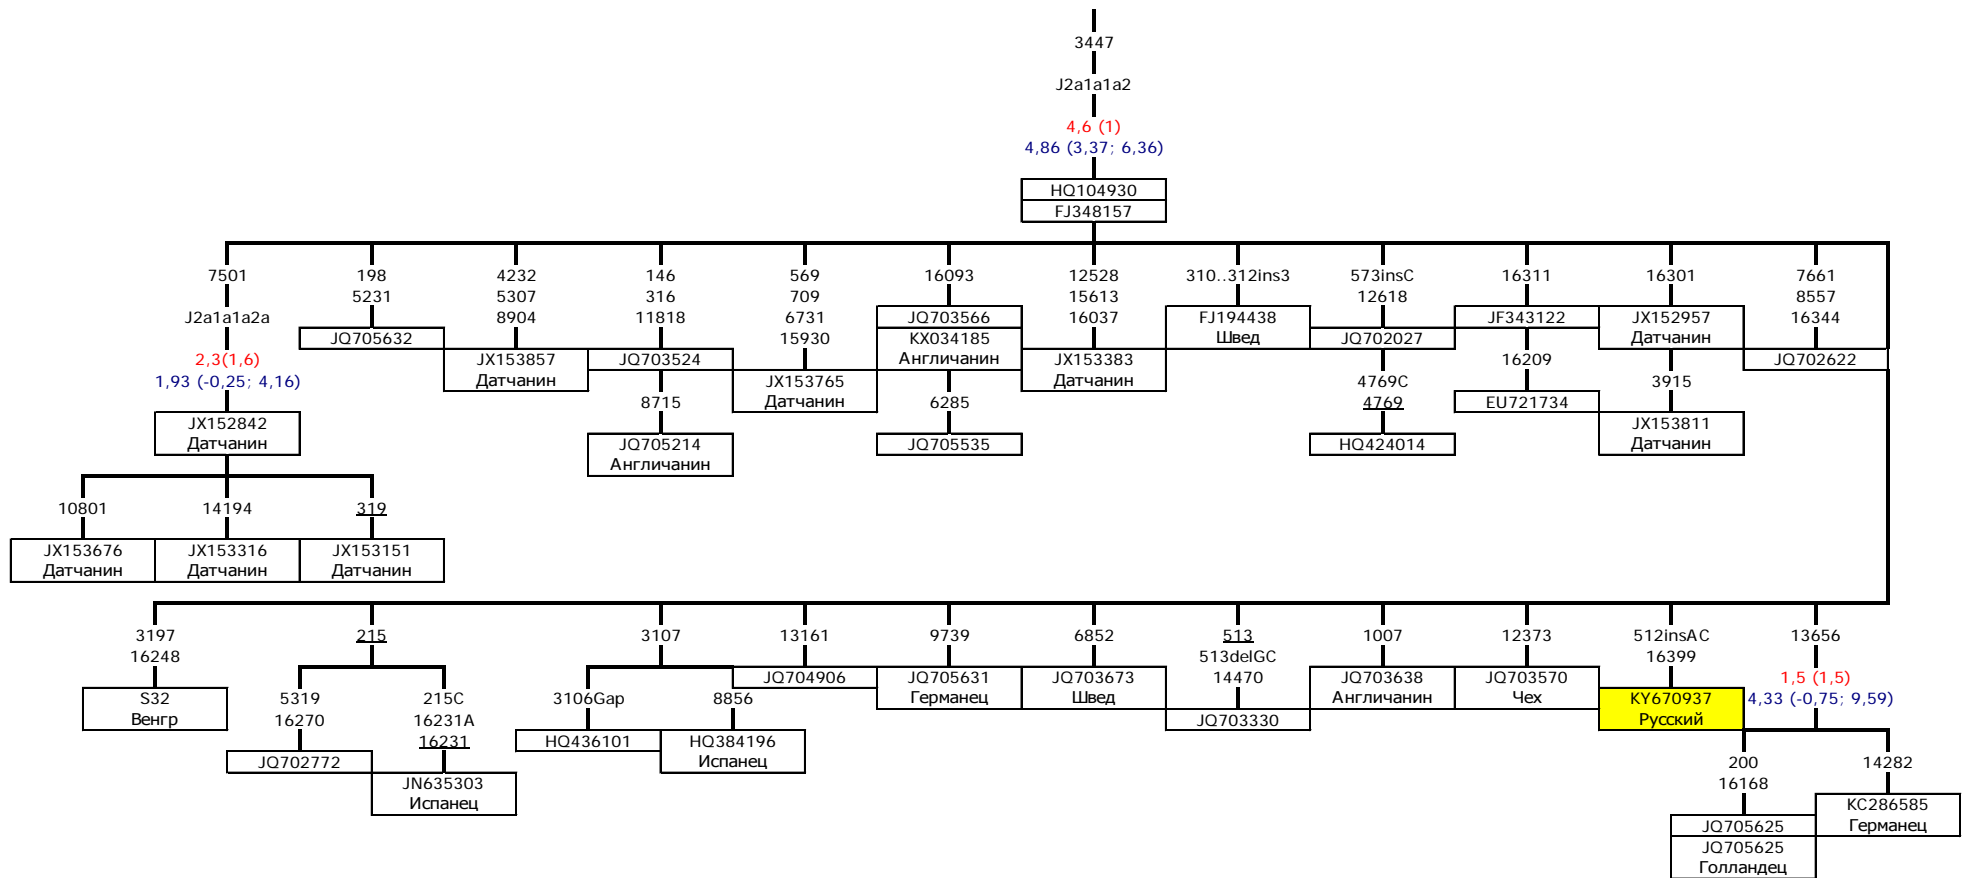 3447
J2a1a1a2
4,6 (1)
4,86 (3,37; 6,36)
HQ104930
FJ348157
7501
J2a1a1a2a
2,3(1,6)
1,93 (-0,25; 4,16)
JX152842
Датчанин
10801
JX153676
Датчанин
14194
JX153316
Датчанин
319
JX153151
Датчанин
198
5231
JQ705632
4232
5307
8904
JX153857
Датчанин
146
316
11818
JQ703524
8715
JQ705214
Англичанин
569
709
6731
15930
JX153765
Датчанин
16093
JQ703566
KX034185
Англичанин
6285
JQ705535
12528
15613
16037
JX153383
Датчанин
310..312ins3
FJ194438
Швед
573insC
12618
JQ702027
4769C
4769
HQ424014
16311
JF343122
16209
EU721734
16301
JX152957
Датчанин
3915
JX153811
Датчанин
7661
8557
16344
JQ702622
3197
16248
S32
Венгр
215
5319
16270
JQ702772
215C
16231A
16231
JN635303
Испанец
3107
3106Gap
HQ436101
8856
HQ384196
Испанец
13161
JQ704906
9739
JQ705631
Германец
6852
JQ703673
Швед
513
513delGC
14470
JQ703330
1007
JQ703638
Англичанин
12373
JQ703570
Чех
512insAC
16399
KY670937
Русский
13656
1,5 (1,5)
4,33 (-0,75; 9,59)
200
16168
JQ705625
JQ705625
Голландец
14282
KC286585
Германец